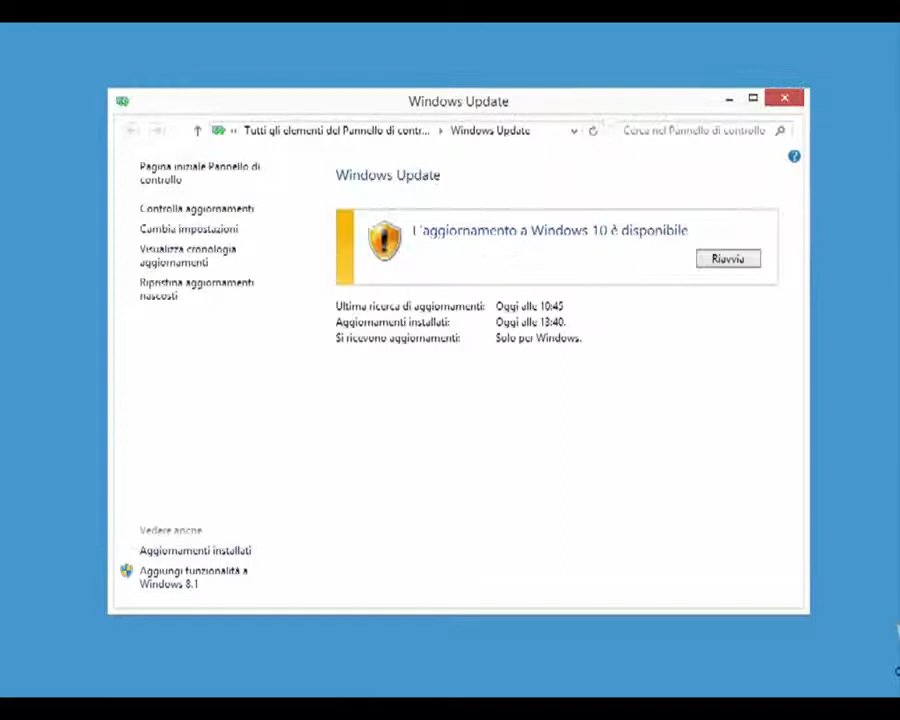 Windows Update
Tutti gli elementi del Pannello di contr... Windows Update
Cerca nel Pannello di controllo
Pagina iniziale Pannello di
controllo
Controlla aggiornamenti
Cambia impostazioni
Visualizza cronologia
aggiornamenti
Ripristina aggiornamenti
nascosti
Windows Update
L'aggiornamento a Windows 10 è disponibile
Riavvia
Ultima ricerca di aggiornamenti: Oggi alle 10:45
Aggiornamenti installati: Oggi alle 13:40.
Si ricevono aggiornamenti: Solo per Windows.
Vedere anche
Aggiornamenti installati
Aggiungi funzionalità a
Windows 8.1